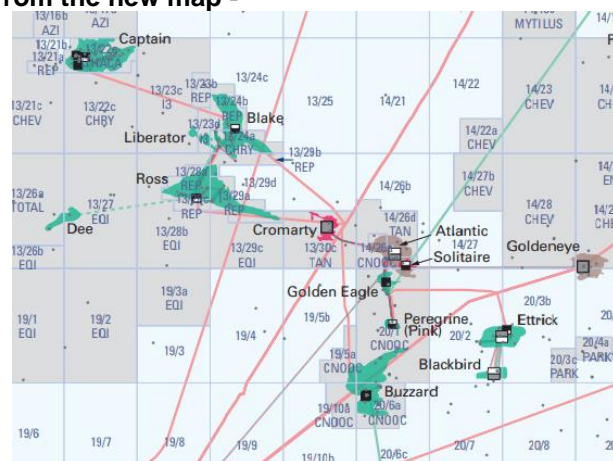 from the new map -
13/16b
AZI
Captain
MYTILUS
13/21b
13/22a
ITHACA
13/21a
REP
13/24c
14/22
14/23
CHEV
13/23b
REP
13/23c
I3
13/24b
REP
13/25
14/21
13/21c
CHEV
13/22c
CHRY
Blake
14/22a
CHEV
Liberator
13/23d
I3
13/24a
CHRY
13/29b
REP
Ross
13/28a
REP
13/29d
14/26b
14/27b
CHEV
13/26a
TOTAL
13/27
EQI
REP
13/29a
REP
14/26d
TAN
14/28
CHEV
Dee
13/28b
EQI
Cromarty
Atlantic
13/26b
EQI
13/29c
EQI
13/30c
TAN
14/26a
CNOOC
14/27
Solitaire
Goldeneye
19/3a
EQI
Golden Eagle
19/1
EQI
19/2
EQI
19/4
19/5b
Peregrine
(Pink)
20/1
CNOOC
20/3b
Ettrick
20/2
19/3
19/5a
CNOOC
20/4a
PARK
20/3c
PARK
Blackbird
Buzzard
19/10a
CNOOC
20/6a
CNOOC
19/6
19/7
19/8
19/9
19/10b
20/6c
20/7
20/8